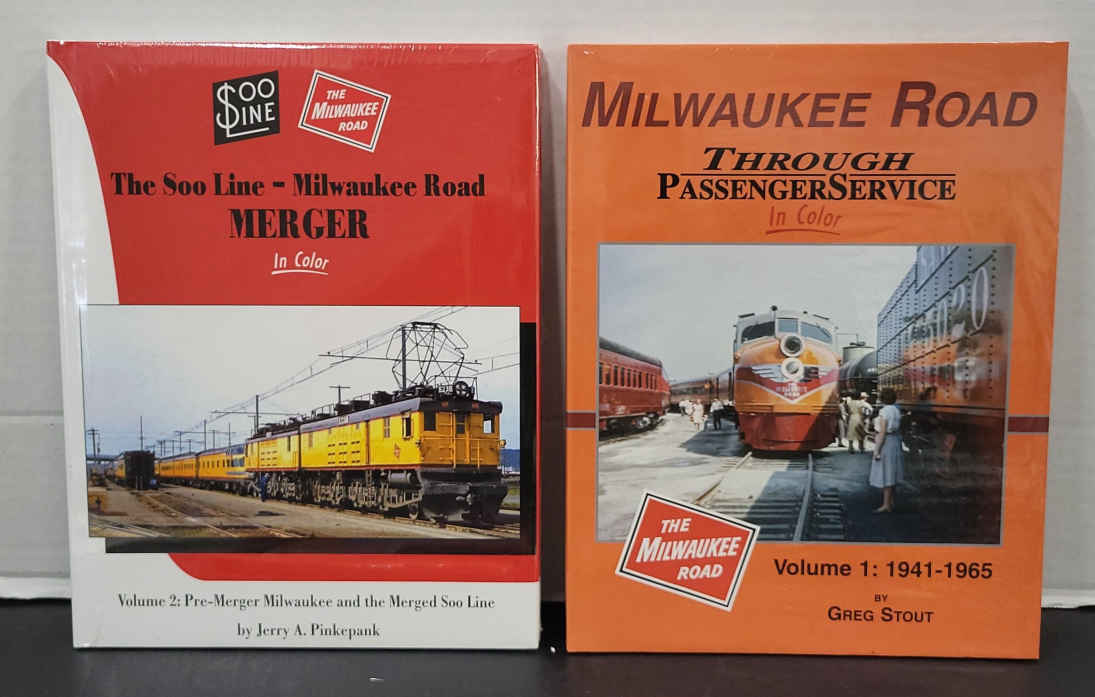 SOO LINE
THE MILWAUKEE ROAD
The Soo Line - Milwaukee Road
MERGER
In Color
Volume 2: Pre-Merger Milwaukee and the Merged Soo Line
by Jerry A. Pinkepank
MILWAUKEE ROAD
THROUGH
PASSENGERSERVICE
In Color
THE
MILWAUKEE
ROAD
Volume 1: 1941-1965
BY
GREG STOUT